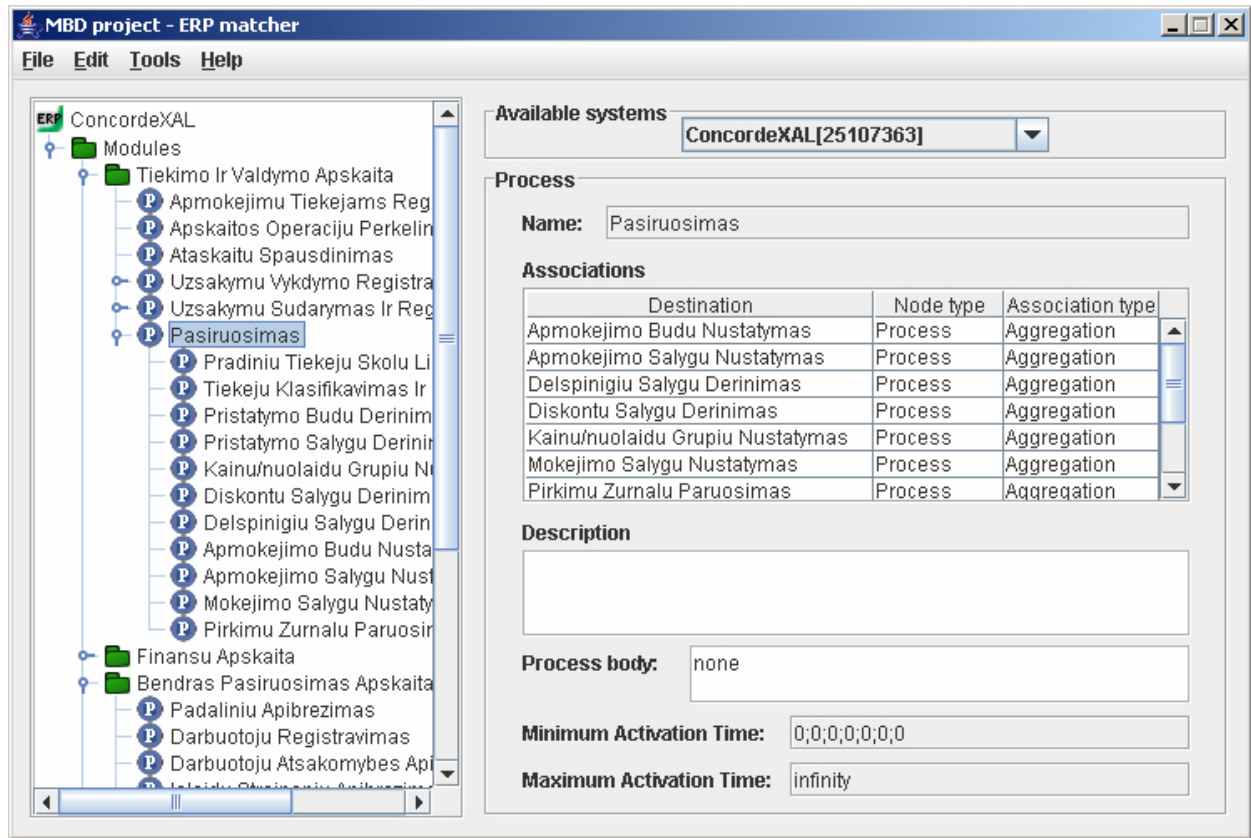 MBD project - ERP matcher
File Edit Tools Help
ERP ConcordeXAL
Modules
Tiekimo Ir Valdymo Apskaita
P Apmokejimu Tiekejams Reg
P Apskaitos Operaciju Perkelin
P Ataskaitu Spausdinimas
P Uzsakymu Vykdymo Registra
P Uzsakymu Sudarymas Ir Reg
P Pasiruosimas
P Pradiniu Tiekeju Skolu Li
P Tiekeju Klasifikavimas Ir
P Pristatymo Budu Derinim
P Pristatymo Salygu Derinin
P Kainu/nuolaidu Grupiu Nu
P Diskontu Salygu Derinim
P Delspinigiu Salygu Derin
P Apmokejimo Budu Nusta
P Apmokejimo Salygu Nust
P Mokejimo Salygu Nustaty
P Pirkimu Zurnalu Paruosir
Finansu Apskaita
Bendras Pasiruosimas Apskaita
P Padaliniu Apibrezimas
P Darbuotoju Registravimas
P Darbuotoju Atsakomybes Api
Available systems
ConcordeXAL[25107363]
Process
Name: Pasiruosimas
Associations
Destination Node type Association type
Apmokejimo Budu Nustatymas Process Aggregation
Apmokejimo Salygu Nustatymas Process Aggregation
Delspinigiu Salygu Derinimas Process Aggregation
Diskontu Salygu Derinimas Process Aggregation
Kainu/nuolaidu Grupiu Nustatymas Process Aggregation
Mokejimo Salygu Nustatymas Process Aggregation
Pirkimu Zurnalu Paruosimas Process Aggregation
Description
Process body: none
Minimum Activation Time: 0;0;0;0;0;0;0
Maximum Activation Time: infinity